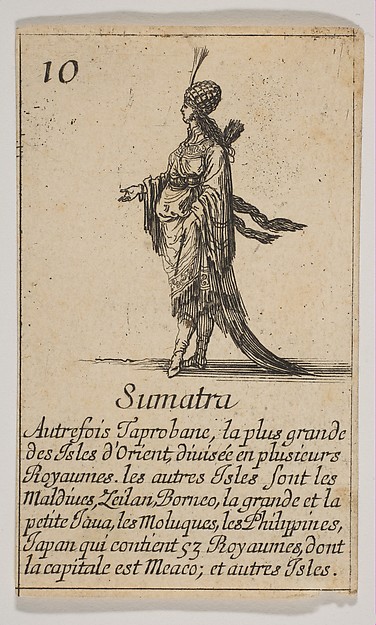 10
Sumatra
Autrefois Taprobane, la plus grande
des Isles d'Orient, diuisée en plusieurs
Royaumes. les autres Isles sont les
Maldiues, Zeilan, Borneo, la grande et la
petite Iaua, les Moluques, les Philippines,
Iapan qui contient 53 Royaumes, dont
la capitale est Meaco; et autres Isles.